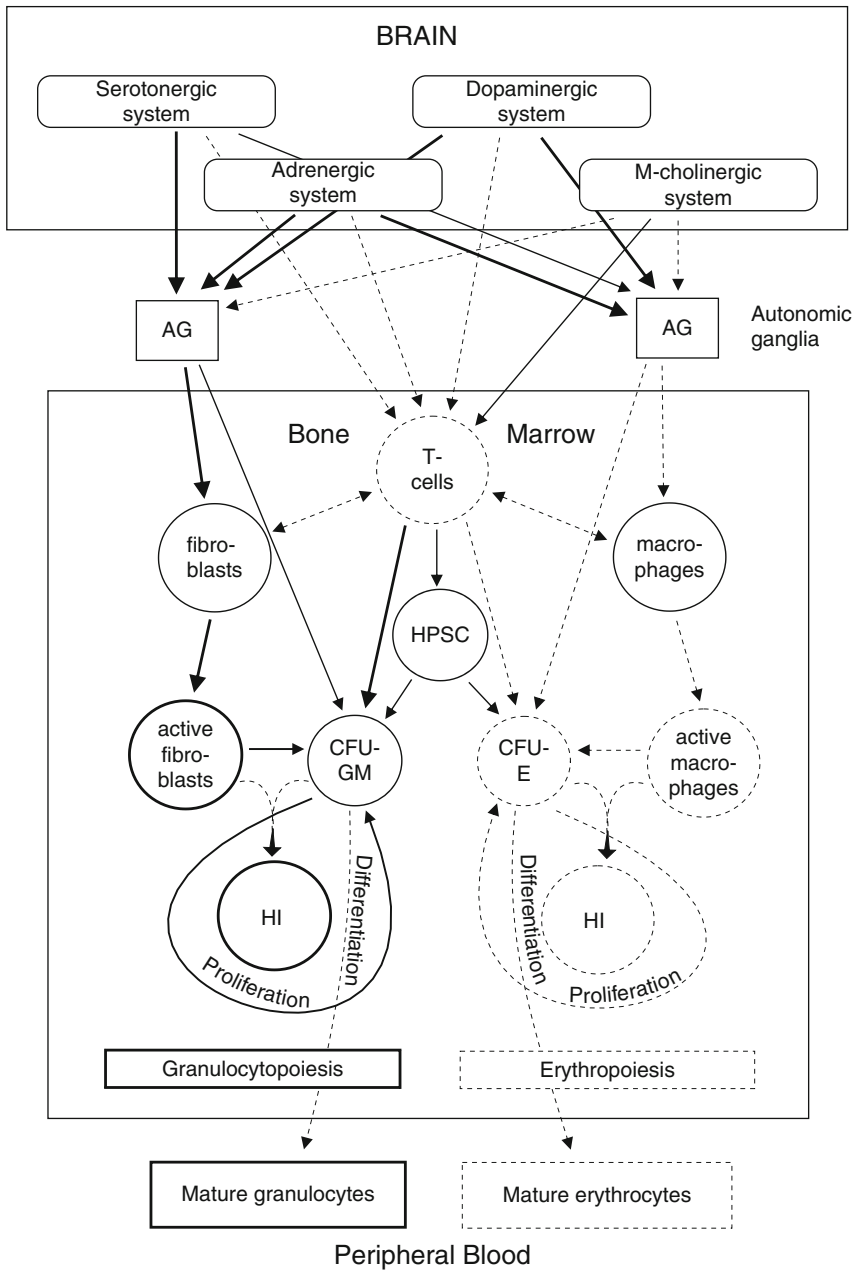 BRAIN
Serotonergic
system
Dopaminergic
system
Adrenergic
system
M-cholinergic
system
AG
AG
Autonomic
ganglia
Bone
Marrow
T-
cells
fibro-
blasts
macro-
phages
HPSC
active
fibro-
blasts
CFU-
GM
CFU-
E
active
macro-
phages
HI
Differentiation
Proliferation
Differentiation
HI
Proliferation
Granulocytopoiesis
Erythropoiesis
Mature granulocytes
Mature erythrocytes
Peripheral Blood